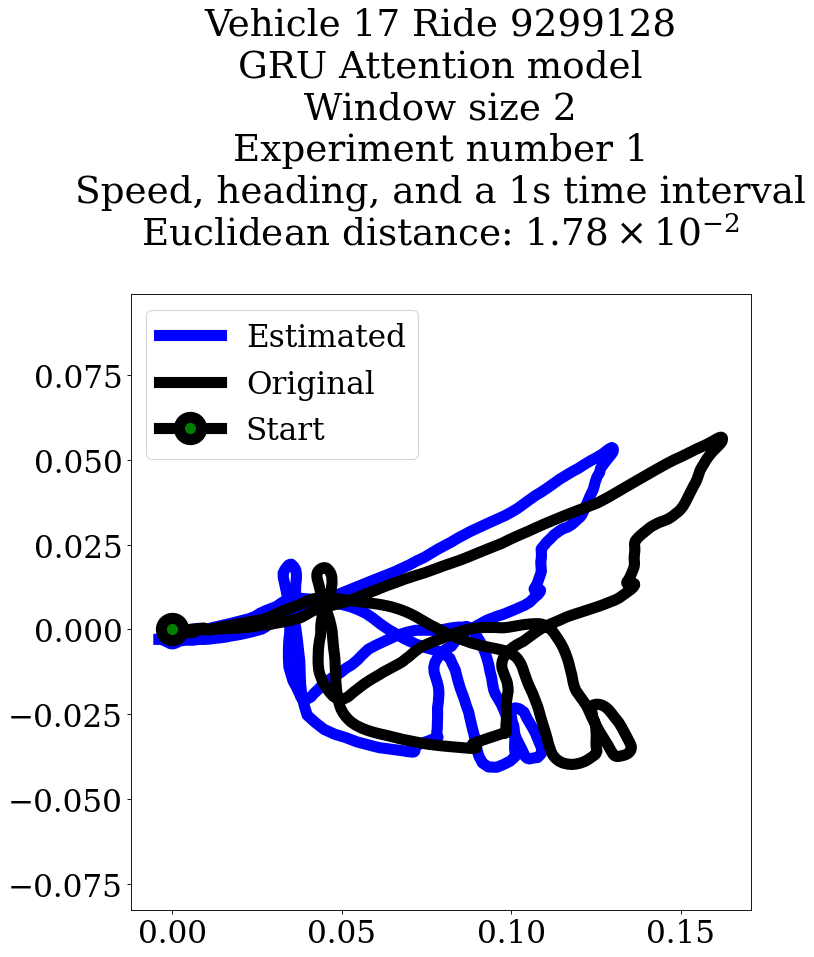 Vehicle 17 Ride 9299128
GRU Attention model
Window size 2
Experiment number 1
Speed, heading, and a 1s time interval
Euclidean distance: 1.78 × 10⁻²
Estimated
Original
Start
0.075
0.050
0.025
0.000
−0.025
−0.050
−0.075
0.00 0.05 0.10 0.15